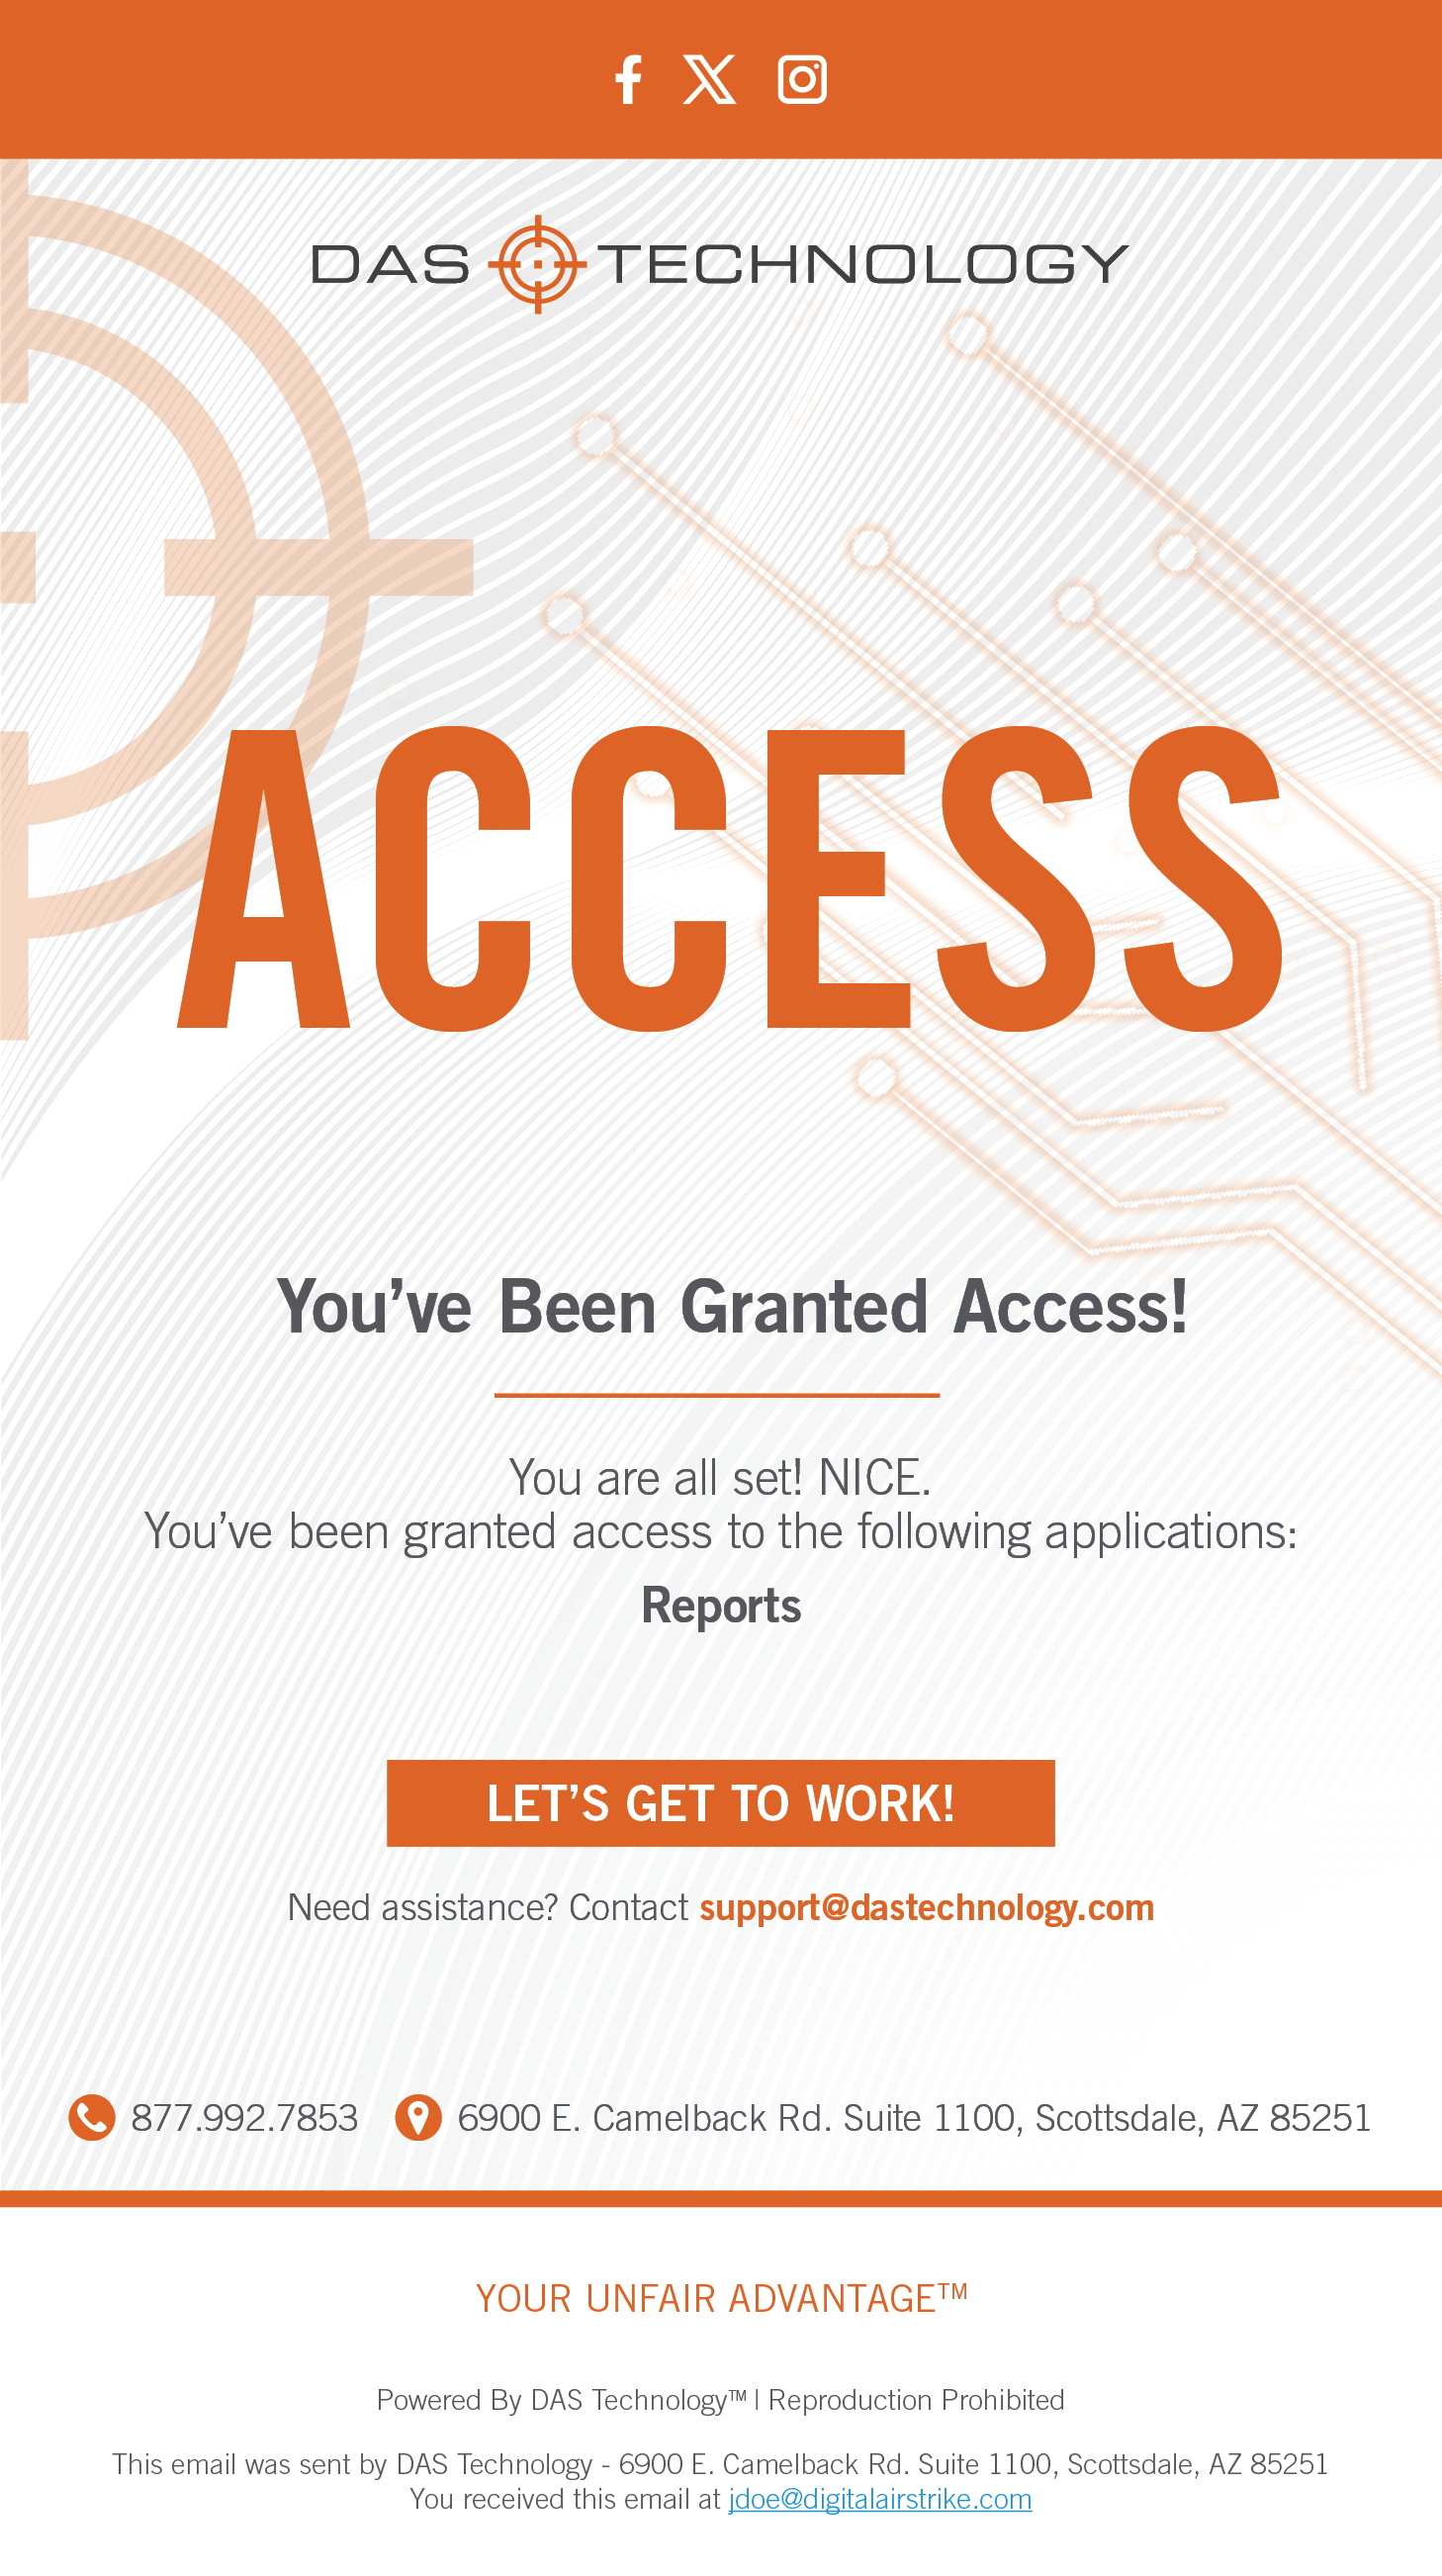 DAS TECHNOLOGY
ACCESS
You’ve Been Granted Access!
You are all set! NICE.
You’ve been granted access to the following applications:
Reports
LET’S GET TO WORK!
Need assistance? Contact support@dastechnology.com
877.992.7853 6900 E. Camelback Rd. Suite 1100, Scottsdale, AZ 85251
YOUR UNFAIR ADVANTAGE™
Powered By DAS Technology™ | Reproduction Prohibited
This email was sent by DAS Technology - 6900 E. Camelback Rd. Suite 1100, Scottsdale, AZ 85251
You received this email at jdoe@digitalairstrike.com